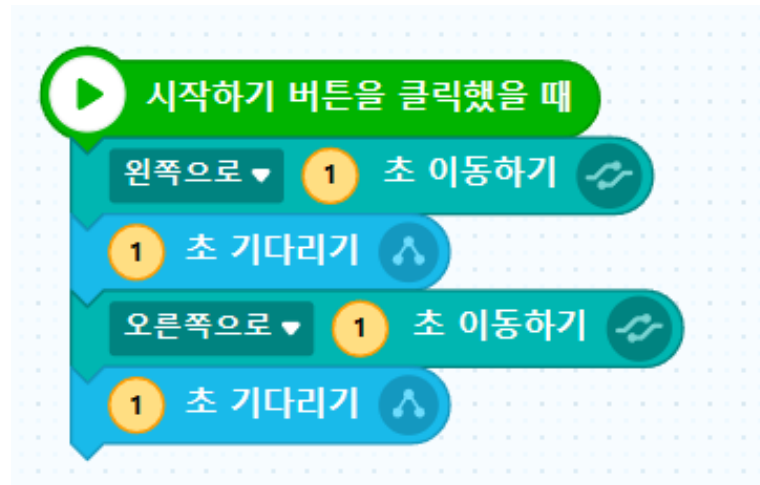 시작하기 버튼을 클릭했을 때
왼쪽으로 1 초 이동하기
1 초 기다리기
오른쪽으로 1 초 이동하기
1 초 기다리기